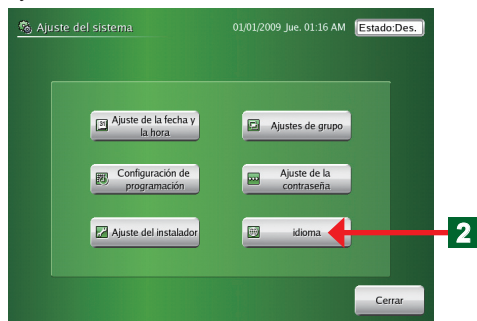 Ajuste del sistema
01/01/2009 Jue. 01:16 AM
Estado:Des.
31
Ajuste de la fecha y
la hora
Ajustes de grupo
Configuración de
programación
Ajuste de la
contraseña
Ajuste del instalador
idioma
2
Cerrar